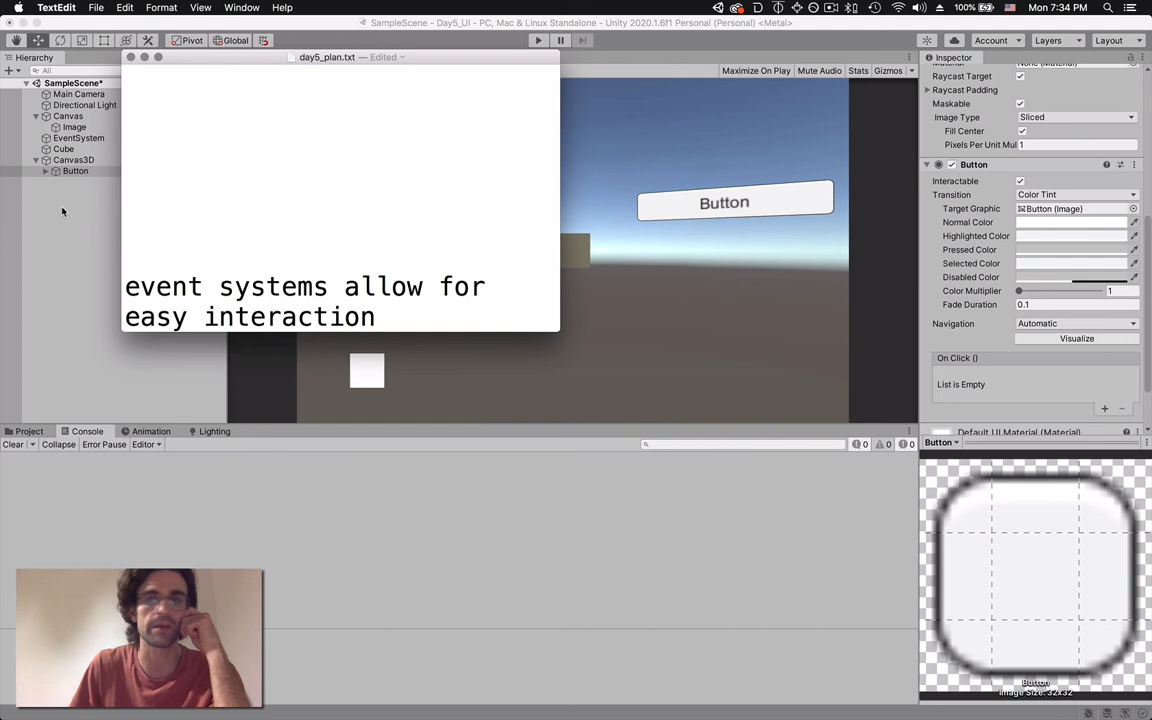 TextEdit File Edit Format View Window Help 100% Mon 7:34 PM
SampleScene - Day5_UI - PC, Mac & Linux Standalone - Unity 2020.1.6f1 Personal (Personal) <Metal>
Pivot Global Account Layers Layout
Hierarchy
All
SampleScene*
Main Camera
Directional Light
Canvas
Image
EventSystem
Cube
Canvas3D
Button
day5_plan.txt — Edited
event systems allow for
easy interaction
Maximize On Play Mute Audio Stats Gizmos
Button
Inspector
Raycast Target
Raycast Padding
Maskable
Image Type Sliced
Fill Center
Pixels Per Unit Mul 1
Button
Interactable
Transition Color Tint
Target Graphic Button (Image)
Normal Color
Highlighted Color
Pressed Color
Selected Color
Disabled Color
Color Multiplier 1
Fade Duration 0.1
Navigation Automatic
Visualize
On Click ()
List is Empty
+ −
Default UI Material (Material)
Button
Button
Image Size: 32x32
Project Console Animation Lighting
Clear Collapse Error Pause Editor 0 0 0